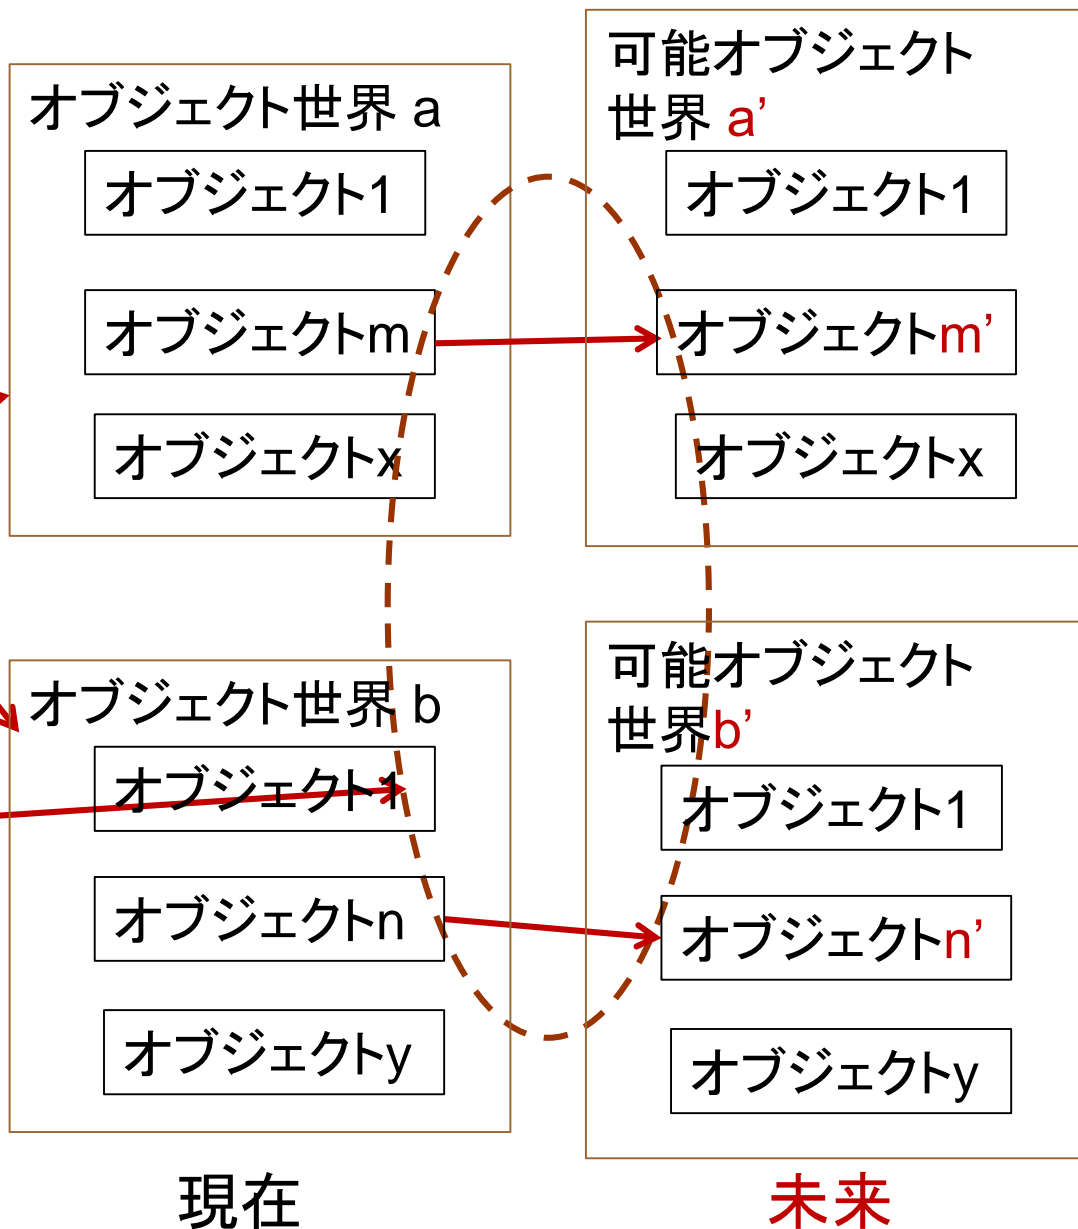 オブジェクト世界 a
オブジェクト1
オブジェクトm
オブジェクトx
可能オブジェクト
世界 a’
オブジェクト1
オブジェクトm’
オブジェクトx
オブジェクト世界 b
オブジェクト1
オブジェクトn
オブジェクトy
可能オブジェクト
世界b’
オブジェクト1
オブジェクトn’
オブジェクトy
現在
未来